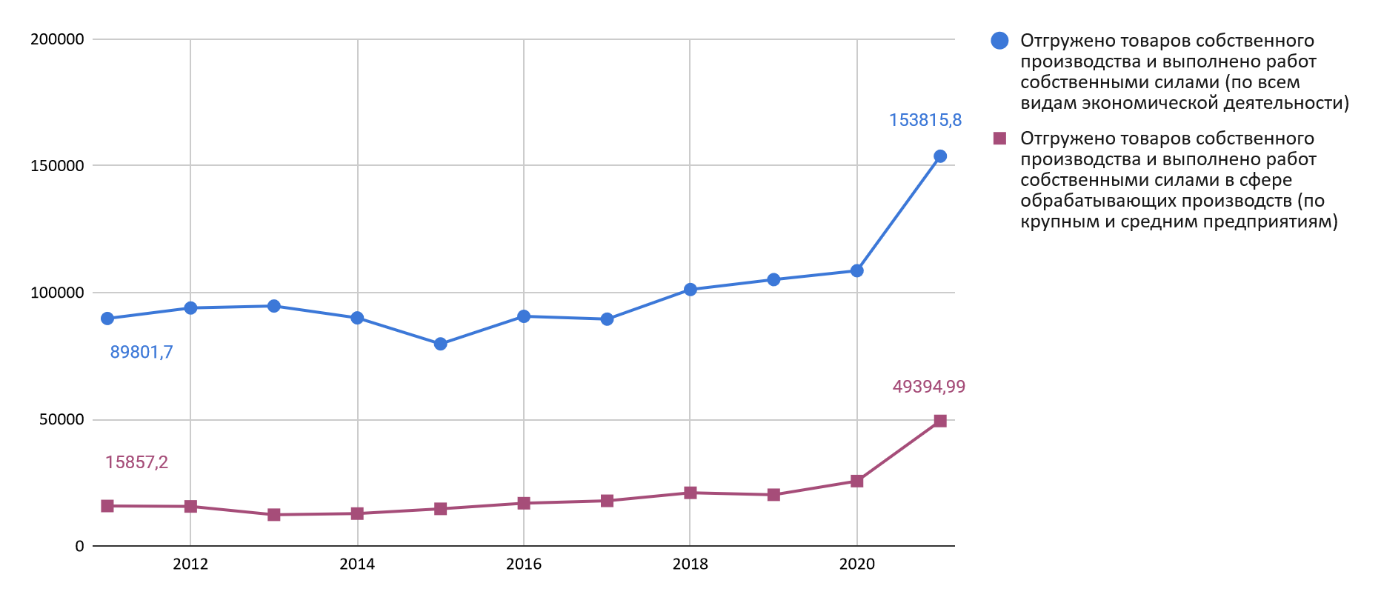 200000
150000
100000
50000
0
2012
2014
2016
2018
2020
89801,7
153815,8
15857,2
49394,99
Отгружено товаров собственного
производства и выполнено работ
собственными силами (по всем
видам экономической деятельности)
Отгружено товаров собственного
производства и выполнено работ
собственными силами в сфере
обрабатывающих производств (по
крупным и средним предприятиям)